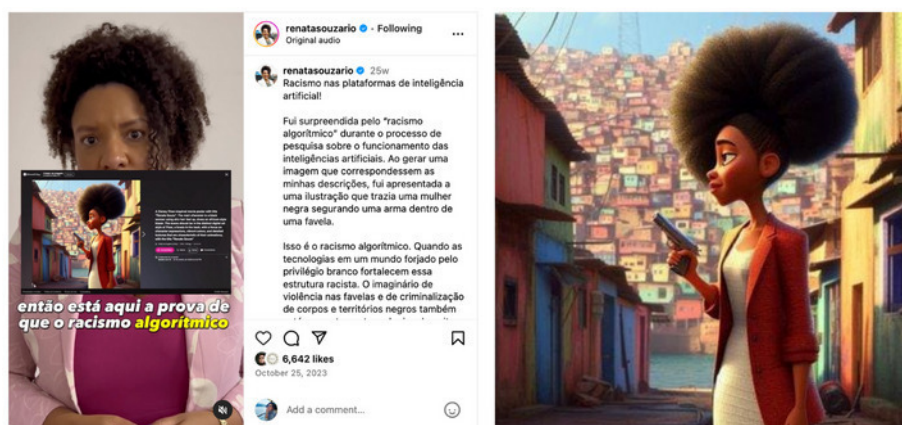 renatasouzario • Following
Original audio
renatasouzario 25w
Racismo nas plataformas de inteligência
artificial!
Fui surpreendida pelo "racismo
algorítmico" durante o processo de
pesquisa sobre o funcionamento das
inteligências artificiais. Ao gerar uma
imagem que correspondessem as
minhas descrições, fui apresentada a
uma ilustração que trazia uma mulher
negra segurando uma arma dentro de
uma favela.
Isso é o racismo algorítmico. Quando as
tecnologias em um mundo forjado pelo
privilégio branco fortalecem essa
estrutura racista. O imaginário de
violência nas favelas e de criminalização
de corpos e territórios negros também
então está aqui a prova de
que o racismo algorítmico
6,642 likes
October 25, 2023
Add a comment...